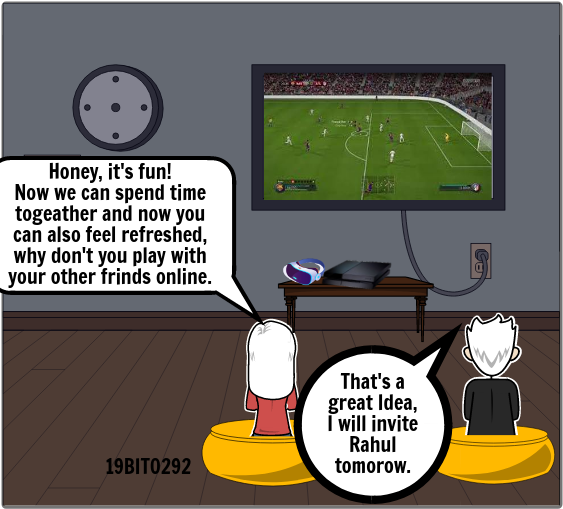 Honey, it's fun!
Now we can spend time
togeather and now you
can also feel refreshed,
why don't you play with
your other frinds online.
That's a
great Idea,
I will invite
Rahul
tomorow.
19BIT0292